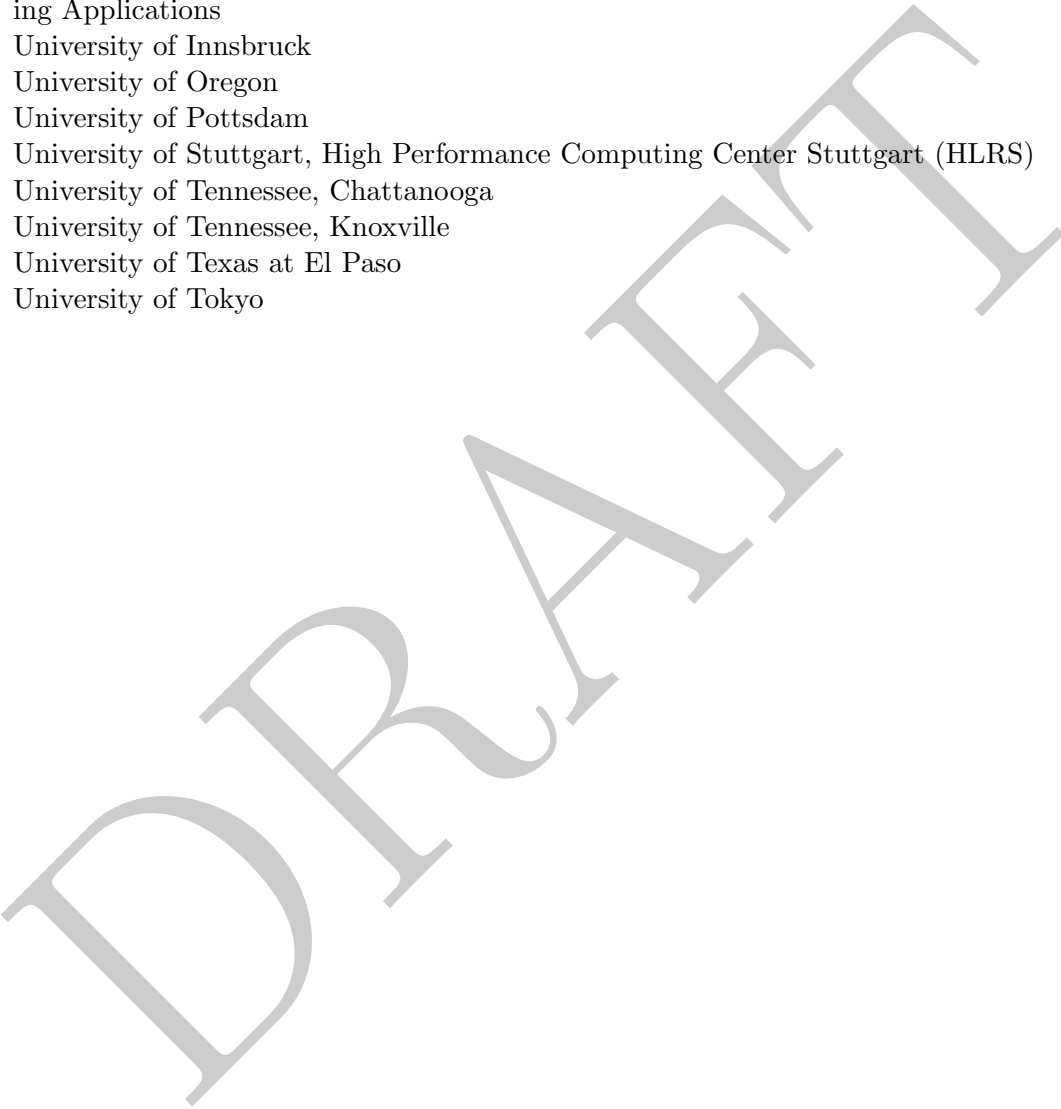 ing Applications
University of Innsbruck
University of Oregon
University of Pottsdam
University of Stuttgart, High Performance Computing Center Stuttgart (HLRS)
University of Tennessee, Chattanooga
University of Tennessee, Knoxville
University of Texas at El Paso
University of Tokyo
DRAFT